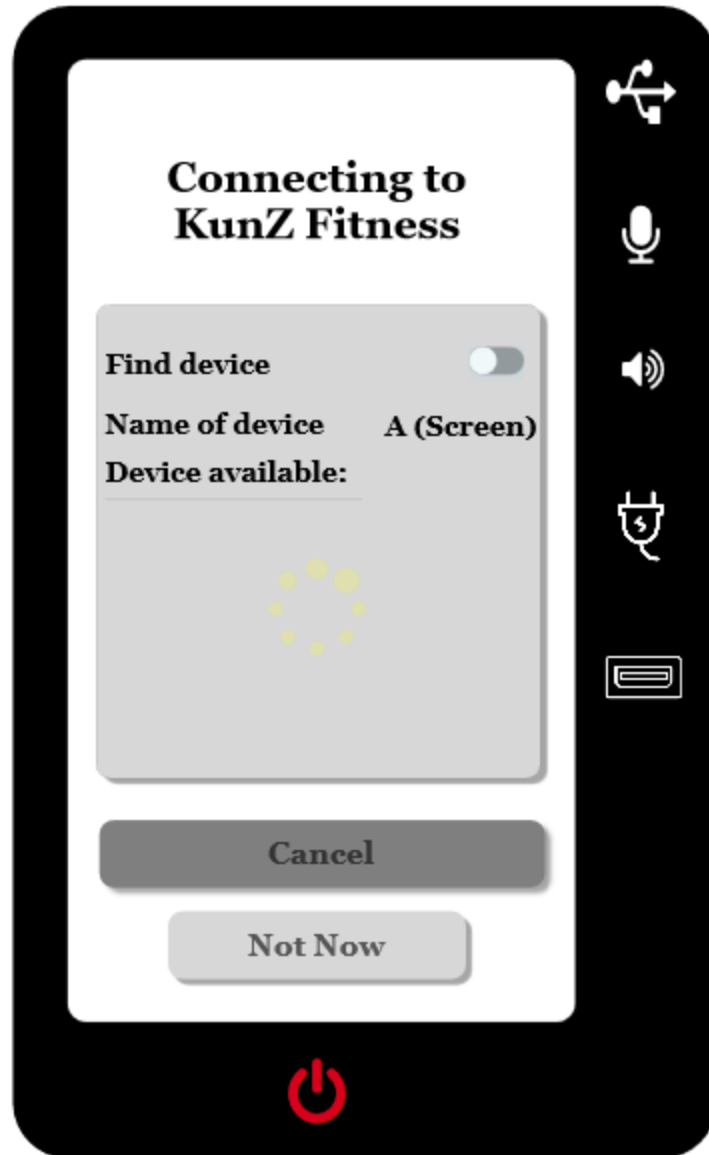 Connecting to
KunZ Fitness
Find device
Name of device A (Screen)
Device available:
Cancel
Not Now